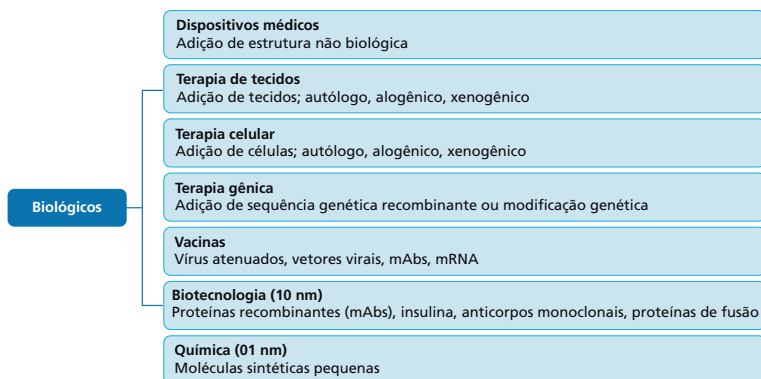 Dispositivos médicos
Adição de estrutura não biológica
Terapia de tecidos
Adição de tecidos; autólogo, alogênico, xenogênico
Terapia celular
Adição de células; autólogo, alogênico, xenogênico
Terapia gênica
Adição de sequência genética recombinante ou modificação genética
Biológicos
Vacinas
Vírus atenuados, vetores virais, mAbs, mRNA
Biotecnologia (10 nm)
Proteínas recombinantes (mAbs), insulina, anticorpos monoclonais, proteínas de fusão
Química (01 nm)
Moléculas sintéticas pequenas